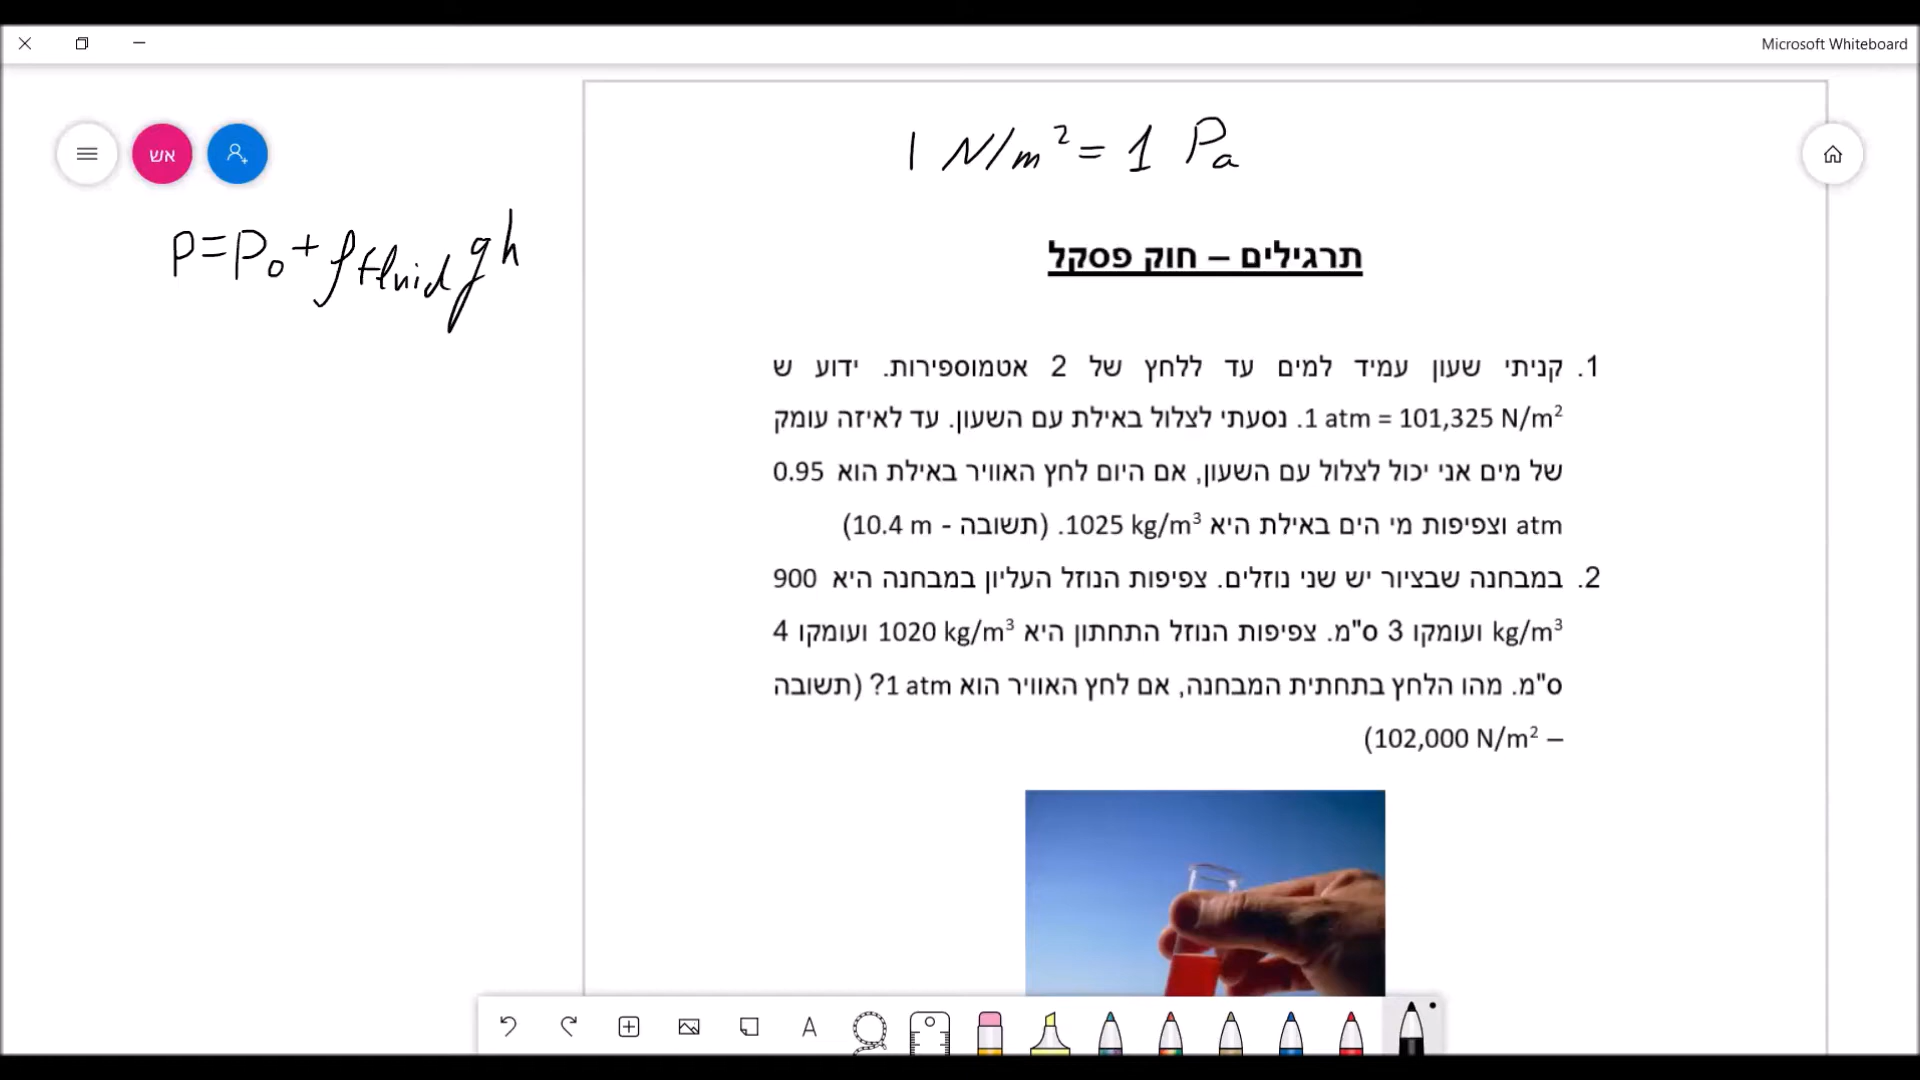 Microsoft Whiteboard
אש
1 N/m² = 1 Pa
P = P₀ + ρ fluid g h
תרגילים – חוק פסקל
1. קניתי שעון עמיד למים עד ללחץ של 2 אטמוספירות. ידוע ש
1 atm = 101,325 N/m². נסעתי לצלול באילת עם השעון. עד לאיזה עומק
של מים אני יכול לצלול עם השעון, אם היום לחץ האוויר באילת הוא 0.95
atm וצפיפות מי הים באילת היא 1025 kg/m³. (תשובה - 10.4 m)
2. במבחנה שבציור יש שני נוזלים. צפיפות הנוזל העליון במבחנה היא 900
kg/m³ ועומקו 3 ס"מ. צפיפות הנוזל התחתון היא 1020 kg/m³ ועומקו 4
ס"מ. מהו הלחץ בתחתית המבחנה, אם לחץ האוויר הוא 1 atm? (תשובה
– 102,000 N/m²)
A